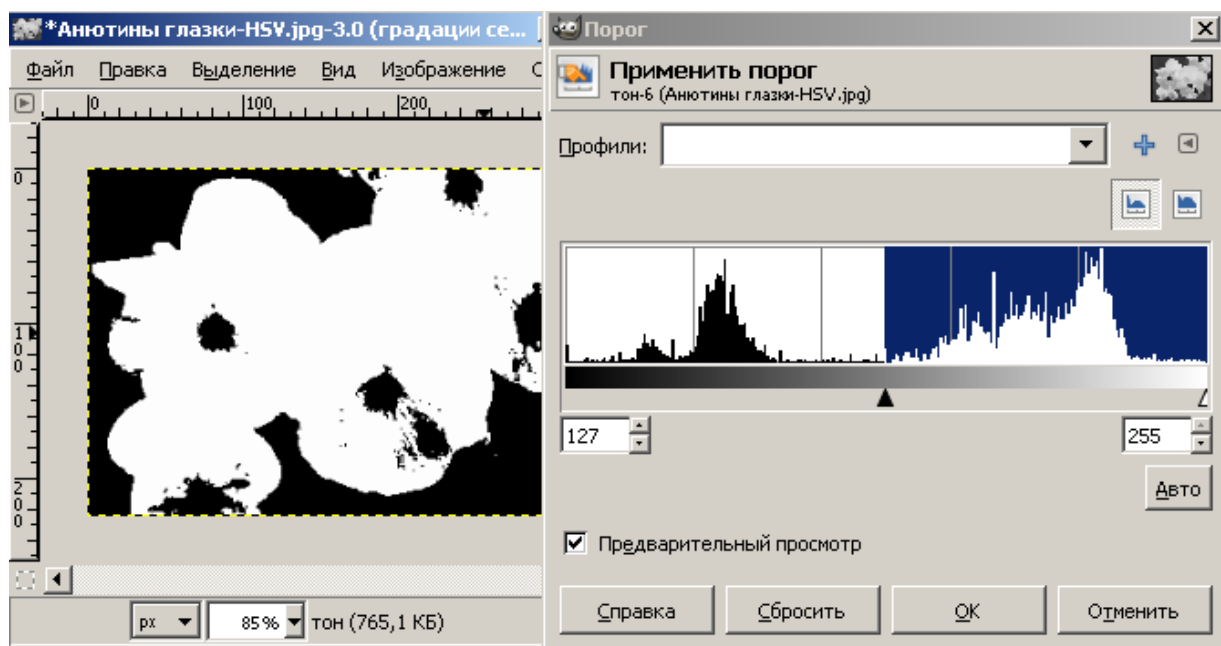 *Анютины глазки-HSV.jpg-3.0 (градации се...
Файл Правка Выделение Вид Изображение С
0 100 200
0
100
200
px 85% тон (765,1 КБ)
Порог
Применить порог
тон-6 (Анютины глазки-HSV.jpg)
Профили:
127 255
Авто
Предварительный просмотр
Справка Сбросить OK Отменить